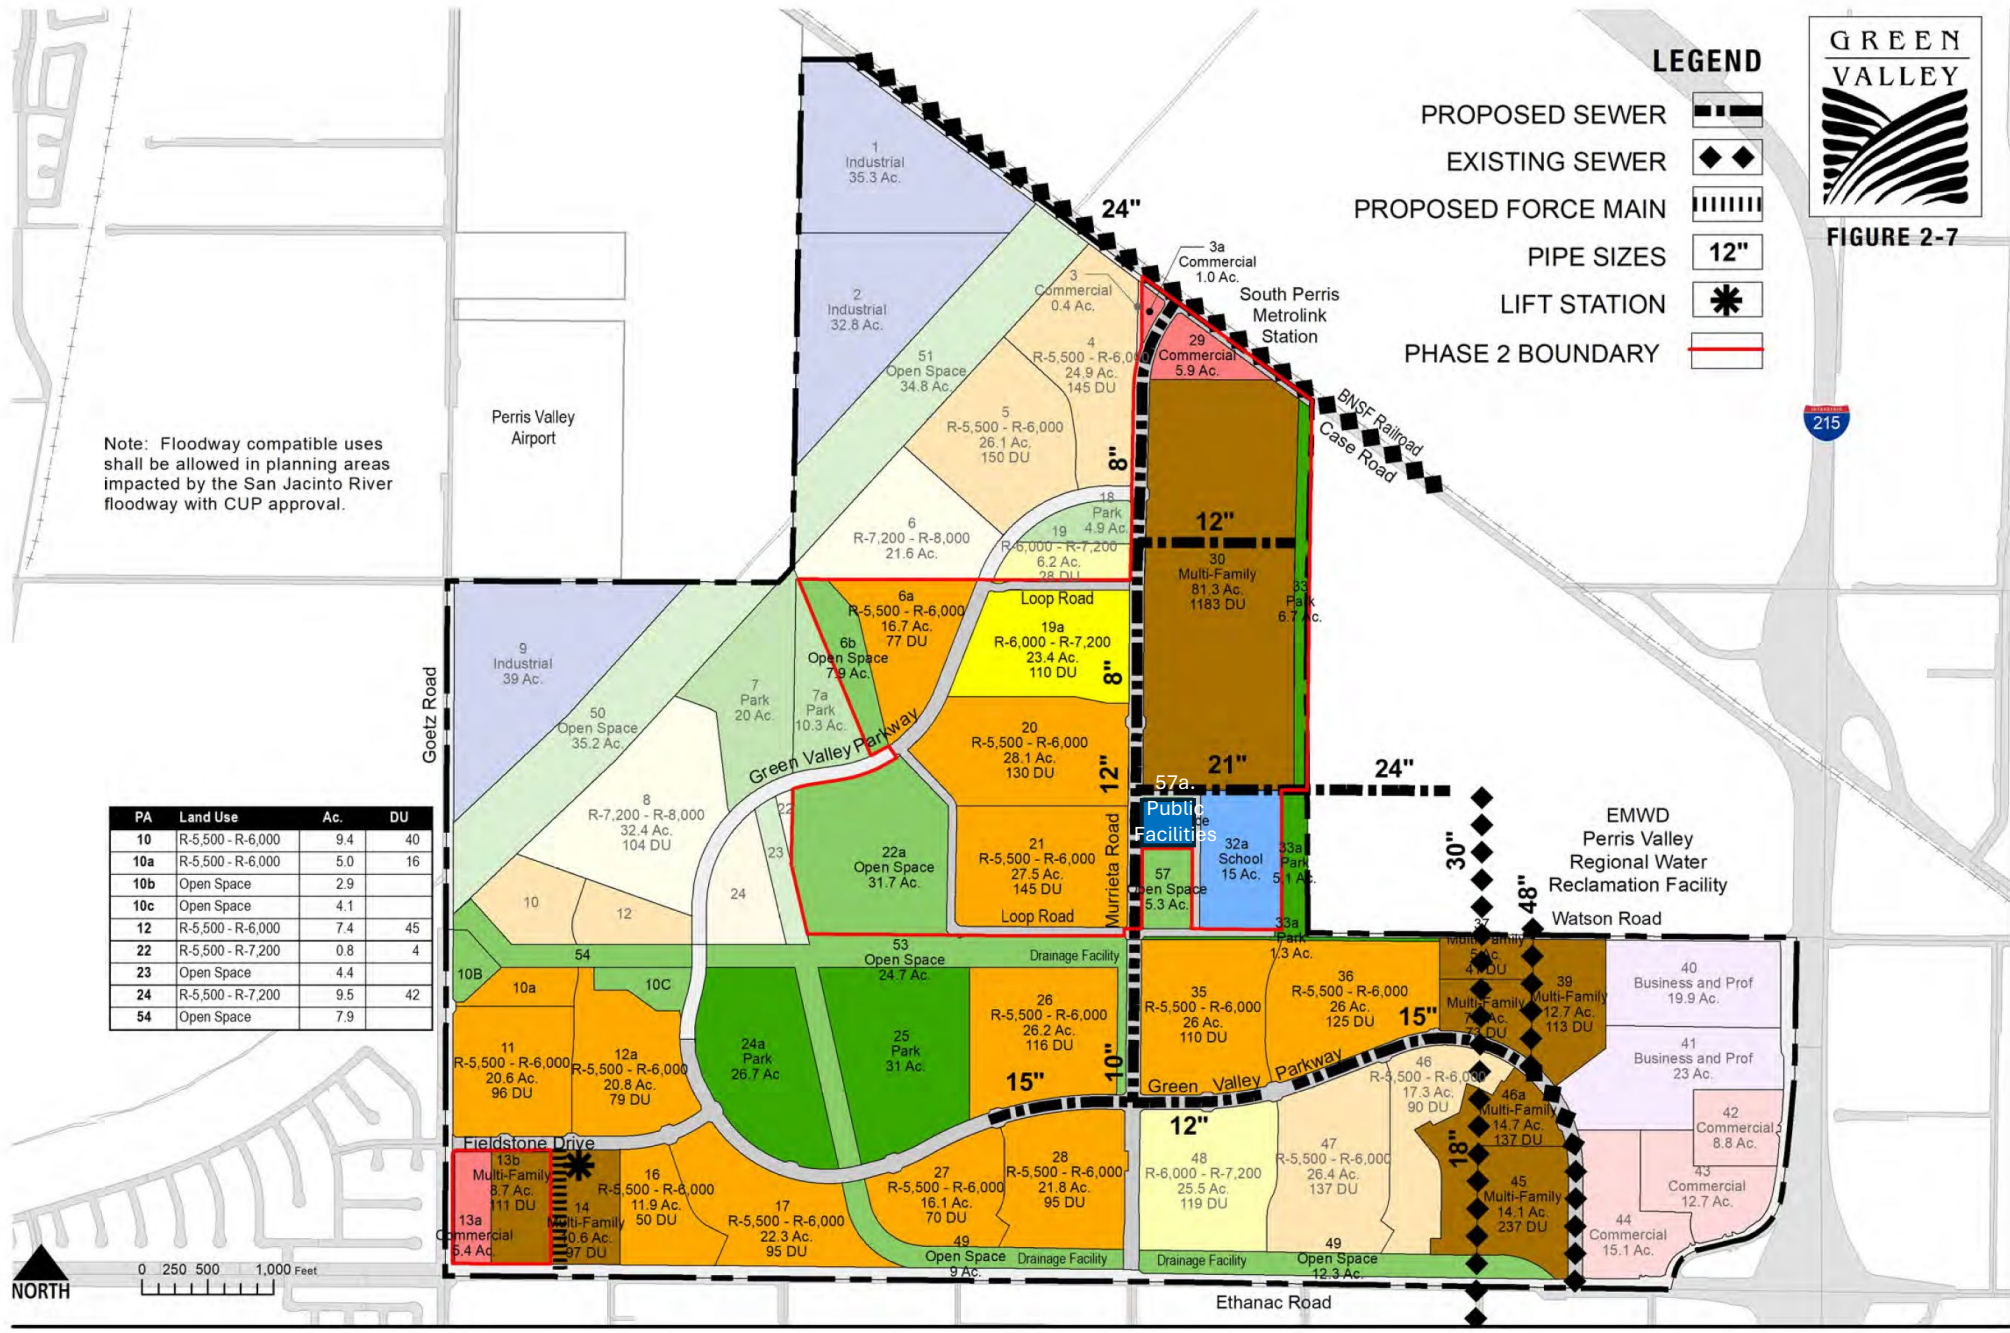 GREEN
VALLEY
FIGURE 2-7
LEGEND
PROPOSED SEWER
EXISTING SEWER
PROPOSED FORCE MAIN
PIPE SIZES 12"
LIFT STATION
PHASE 2 BOUNDARY
Note: Floodway compatible uses
shall be allowed in planning areas
impacted by the San Jacinto River
floodway with CUP approval.
Perris Valley
Airport
1
Industrial
35.3 Ac.
2
Industrial
32.8 Ac.
24"
3a
Commercial
1.0 Ac.
3
Commercial
0.4 Ac.
South Perris
Metrolink
Station
29
Commercial
5.9 Ac.
4
R-5,500 - R-6,000
24.9 Ac.
145 DU
51
Open Space
34.8 Ac.
5
R-5,500 - R-6,000
26.1 Ac.
150 DU
BNSF Railroad
Case Road
INTERSTATE
215
8"
18
Park
4.9 Ac.
6
R-7,200 - R-8,000
21.6 Ac.
19
R-6,000 - R-7,200
6.2 Ac.
28 DU
12"
30
Multi-Family
81.3 Ac.
1183 DU
33
Park
6.7 Ac.
Loop Road
6a
R-5,500 - R-6,000
16.7 Ac.
77 DU
19a
R-6,000 - R-7,200
23.4 Ac.
110 DU
6b
Open Space
7.9 Ac.
8"
9
Industrial
39 Ac.
7
Park
20 Ac.
7a
Park
10.3 Ac.
50
Open Space
35.2 Ac.
Goetz Road
Green Valley Parkway
20
R-5,500 - R-6,000
28.1 Ac.
130 DU
12"
21"
24"
57a.
Public
Facilities
8
R-7,200 - R-8,000
32.4 Ac.
104 DU
22
22a
Open Space
31.7 Ac.
21
R-5,500 - R-6,000
27.5 Ac.
145 DU
Murrieta Road
32a
School
15 Ac.
33a
Park
5.1 Ac.
57
pen Space
5.3 Ac.
30"
EMWD
Perris Valley
Regional Water
Reclamation Facility
48"
Watson Road
23
24
10
12
Loop Road
PA Land Use Ac. DU
10 R-5,500 - R-6,000 9.4 40
10a R-5,500 - R-6,000 5.0 16
10b Open Space 2.9
10c Open Space 4.1
12 R-5,500 - R-6,000 7.4 45
22 R-5,500 - R-7,200 0.8 4
23 Open Space 4.4
24 R-5,500 - R-7,200 9.5 42
54 Open Space 7.9
54
53
Open Space
24.7 Ac.
Drainage Facility
33a
Park
1.3 Ac.
37
Multi-Family
10B
10a
10C
26
R-5,500 - R-6,000
26.2 Ac.
116 DU
35
R-5,500 - R-6,000
26 Ac.
110 DU
36
R-5,500 - R-6,000
26 Ac.
125 DU
15"
Multi-Family
73 DU
39
Multi-Family
12.7 Ac.
113 DU
40
Business and Prof
19.9 Ac.
41
Business and Prof
23 Ac.
11
R-5,500 - R-6,000
20.6 Ac.
96 DU
12a
R-5,500 - R-6,000
20.8 Ac.
79 DU
24a
Park
26.7 Ac
25
Park
31 Ac.
15"
10"
Green Valley Parkway
12"
46
R-5,500 - R-6,000
17.3 Ac.
90 DU
46a
Multi-Family
14.7 Ac.
137 DU
42
Commercial
8.8 Ac.
Fieldstone Drive
13b
Multi-Family
8.7 Ac.
111 DU
13a
Commercial
5.4 Ac.
14
Multi-Family
10.6 Ac.
97 DU
16
R-5,500 - R-6,000
11.9 Ac.
50 DU
17
R-5,500 - R-6,000
22.3 Ac.
95 DU
27
R-5,500 - R-6,000
16.1 Ac.
70 DU
28
R-5,500 - R-6,000
21.8 Ac.
95 DU
48
R-6,000 - R-7,200
25.5 Ac.
119 DU
47
R-5,500 - R-6,000
26.4 Ac.
137 DU
18"
45
Multi-Family
14.1 Ac.
237 DU
43
Commercial
12.7 Ac.
44
Commercial
15.1 Ac.
49
Open Space
9 Ac.
Drainage Facility
Drainage Facility
49
Open Space
12.3 Ac.
Ethanac Road
NORTH
0 250 500 1,000 Feet